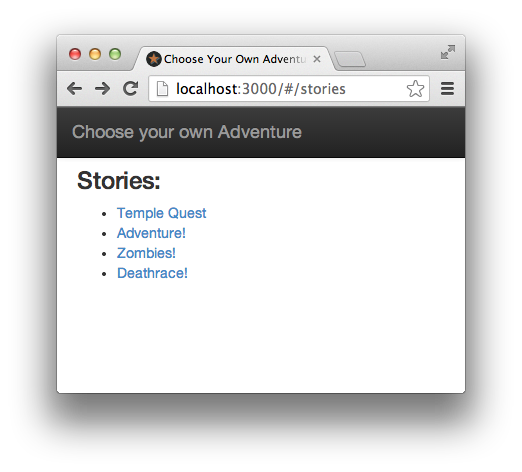 Choose Your Own Adventu
localhost:3000/#/stories
Choose your own Adventure
Stories:
Temple Quest
Adventure!
Zombies!
Deathrace!